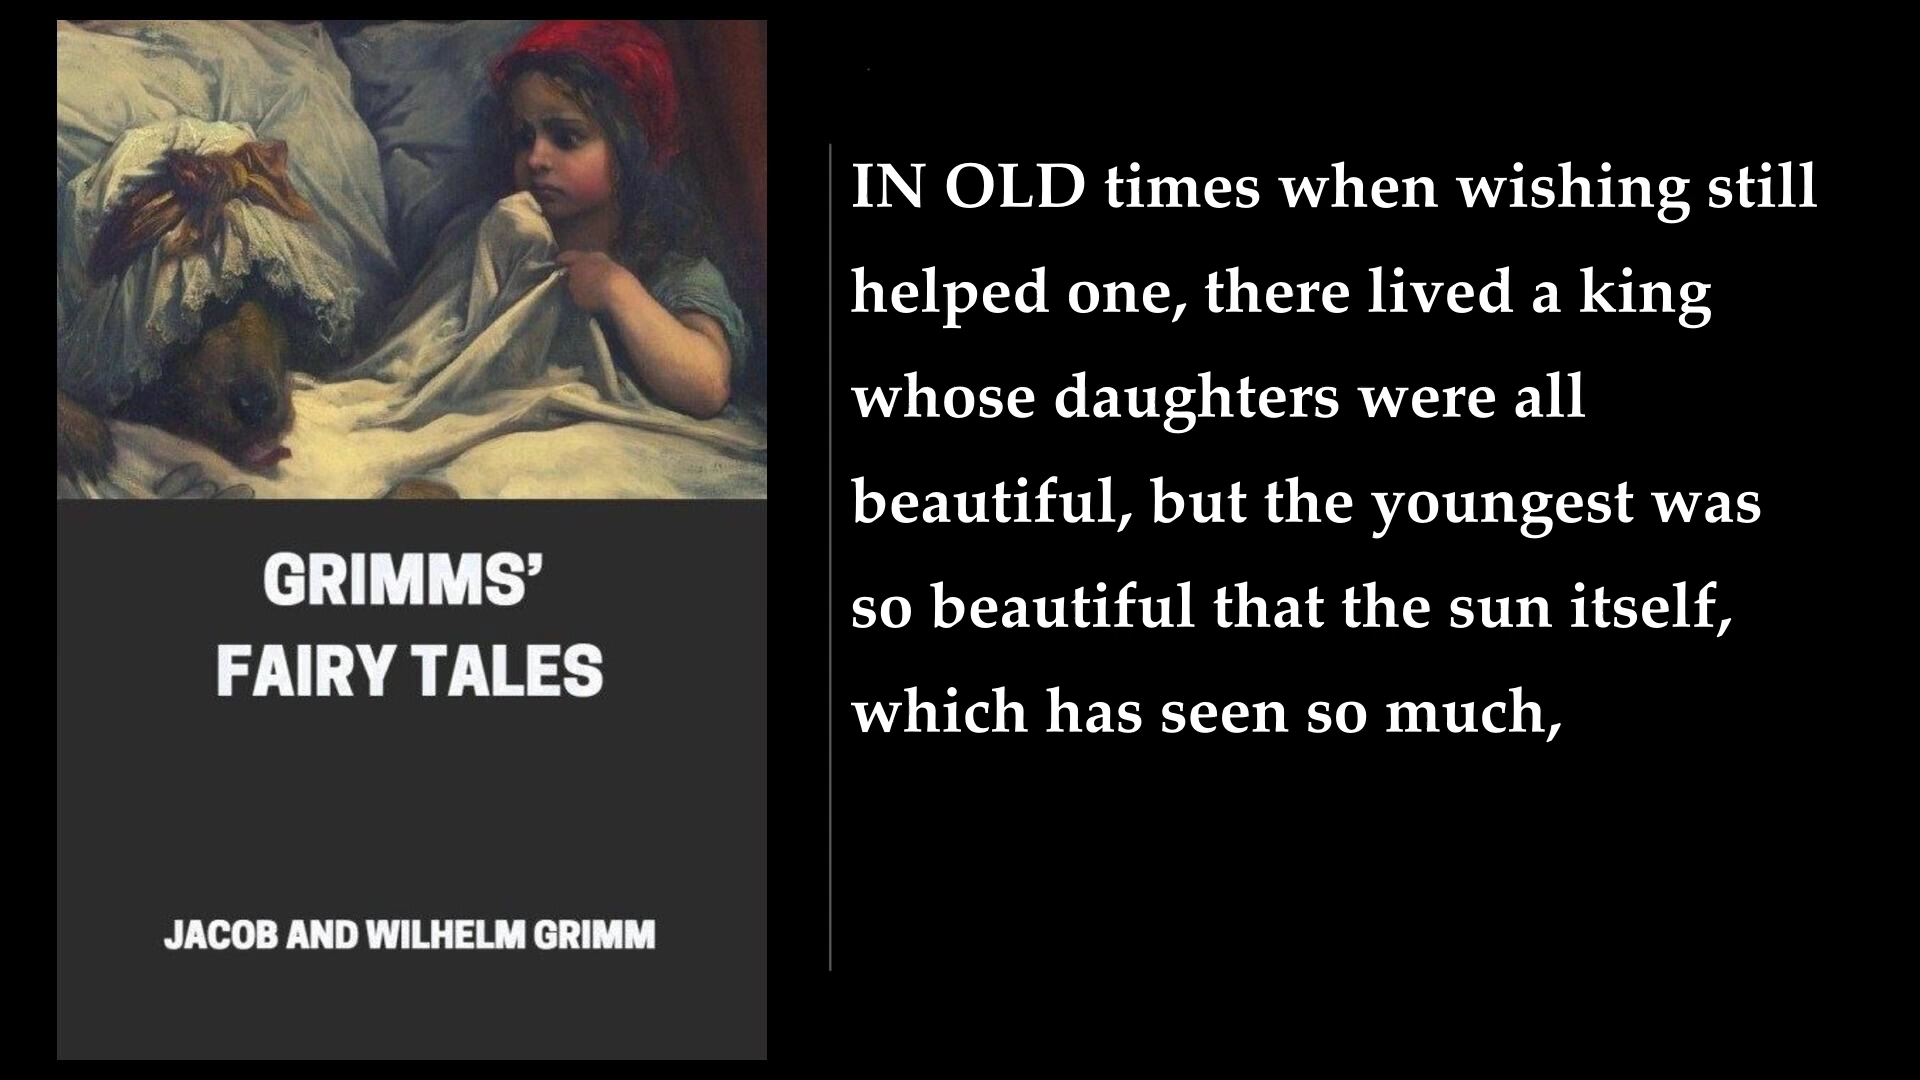 GRIMMS’
FAIRY TALES
JACOB AND WILHELM GRIMM
IN OLD times when wishing still
helped one, there lived a king
whose daughters were all
beautiful, but the youngest was
so beautiful that the sun itself,
which has seen so much,